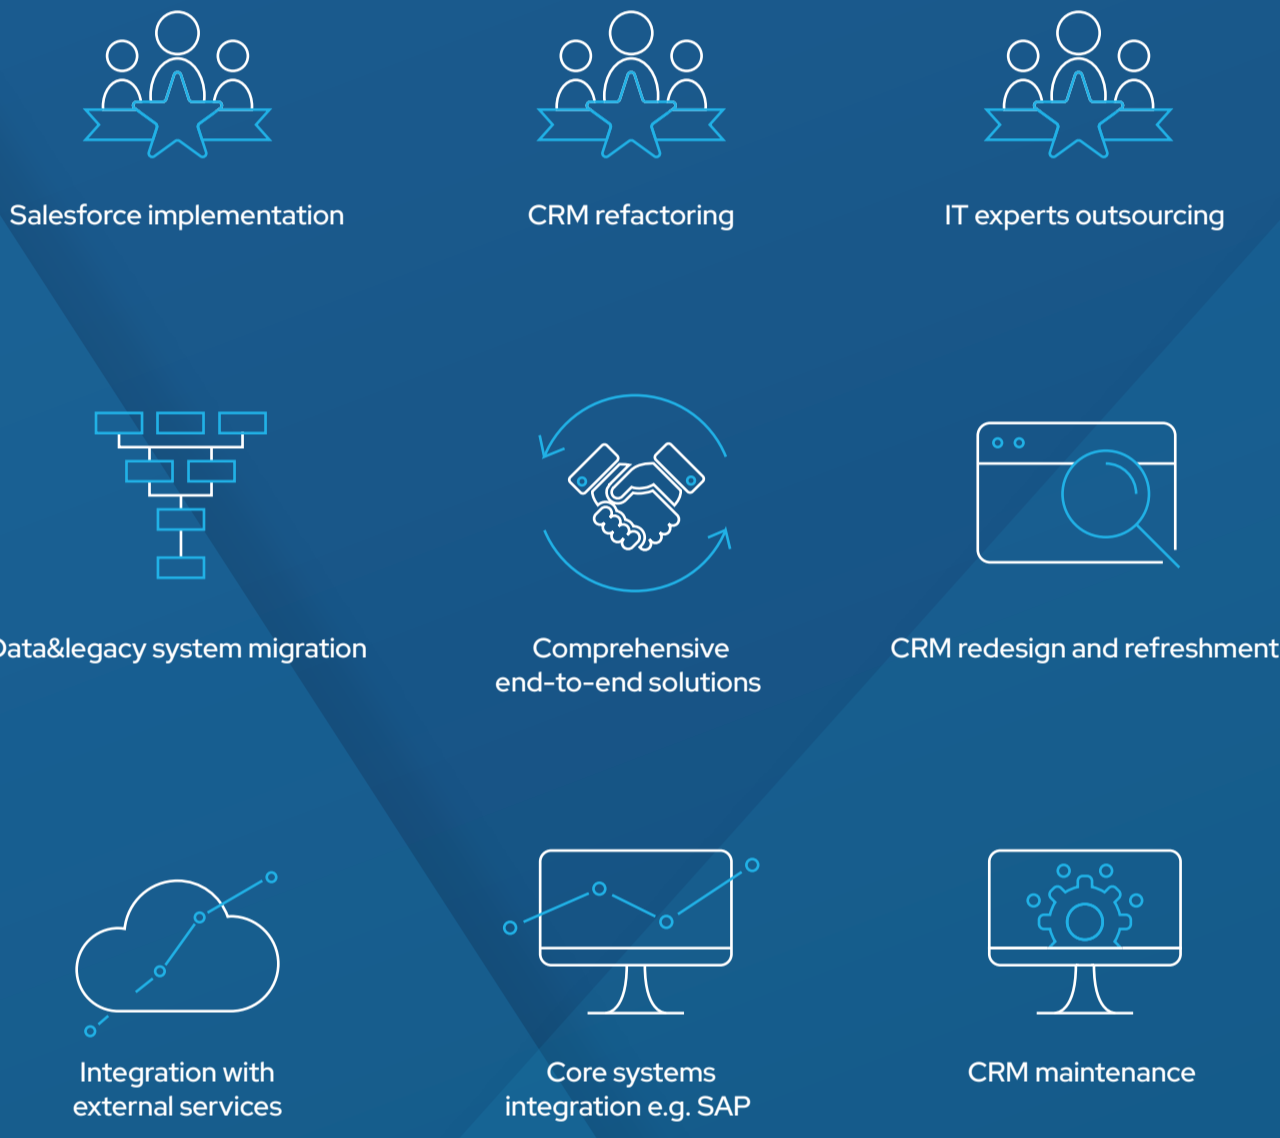 Salesforce implementation
CRM refactoring
IT experts outsourcing
Data&legacy system migration
Comprehensive
end-to-end solutions
CRM redesign and refreshment
Integration with
external services
Core systems
integration e.g. SAP
CRM maintenance